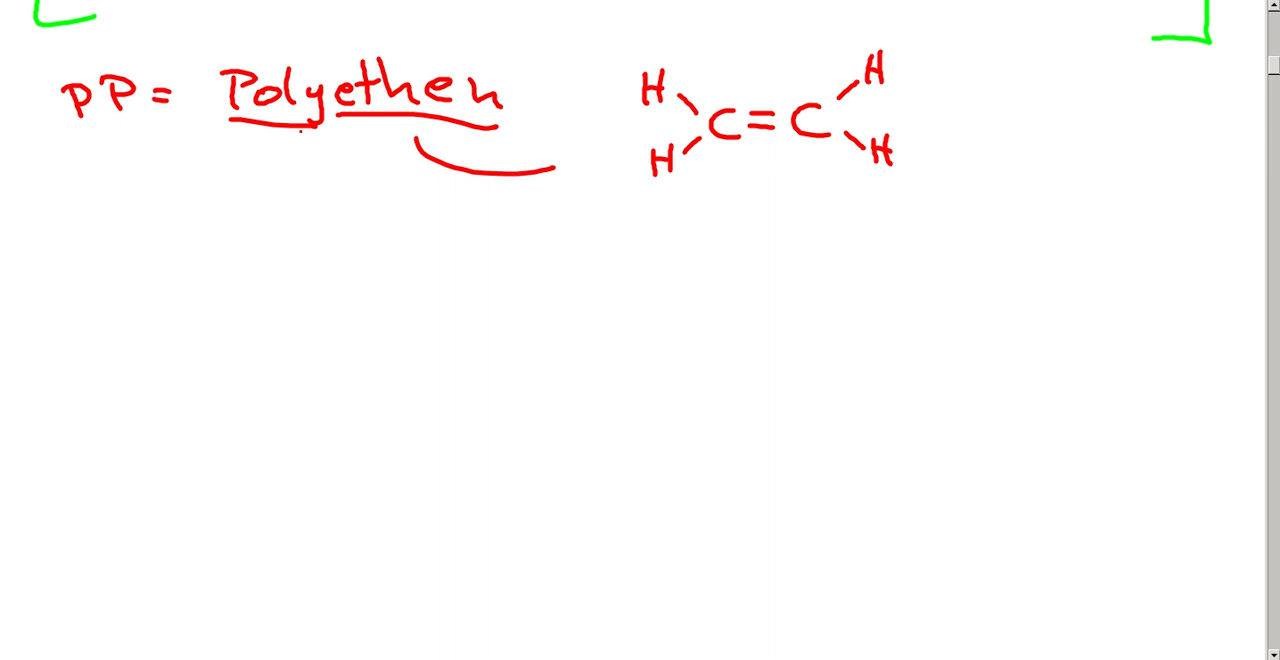 pP = Polyethen
H H
C = C
H H